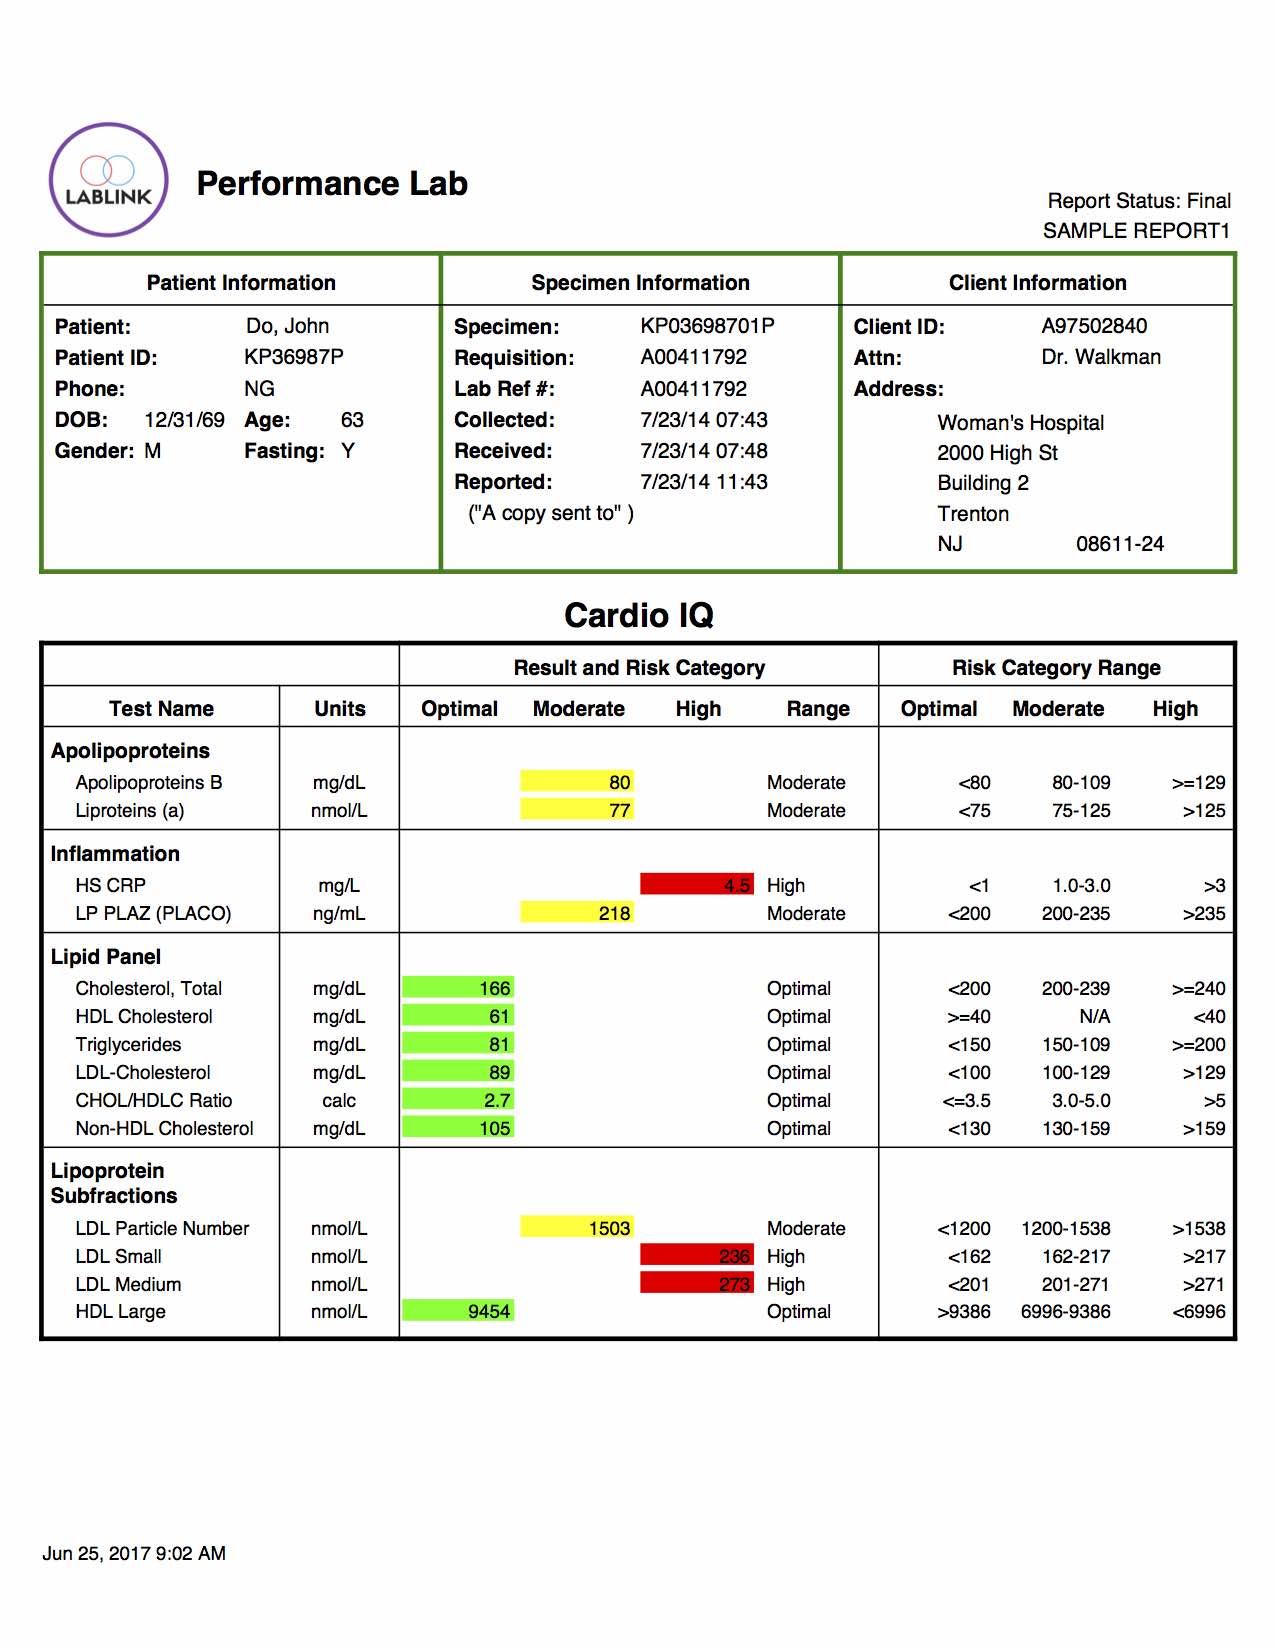 LABLINK
Performance Lab
Report Status: Final
SAMPLE REPORT1
Patient Information
Patient: Do, John
Patient ID: KP36987P
Phone: NG
DOB: 12/31/69 Age: 63
Gender: M Fasting: Y
Specimen Information
Specimen: KP03698701P
Requisition: A00411792
Lab Ref #: A00411792
Collected: 7/23/14 07:43
Received: 7/23/14 07:48
Reported: 7/23/14 11:43
("A copy sent to" )
Client Information
Client ID: A97502840
Attn: Dr. Walkman
Address:
Woman's Hospital
2000 High St
Building 2
Trenton
NJ 08611-24
Cardio IQ
Result and Risk Category Risk Category Range
Test Name Units Optimal Moderate High Range Optimal Moderate High
Apolipoproteins
Apolipoproteins B mg/dL 80 Moderate <80 80-109 >=129
Liproteins (a) nmol/L 77 Moderate <75 75-125 >125
Inflammation
HS CRP mg/L 4.5 High <1 1.0-3.0 >3
LP PLAZ (PLACO) ng/mL 218 Moderate <200 200-235 >235
Lipid Panel
Cholesterol, Total mg/dL 166 Optimal <200 200-239 >=240
HDL Cholesterol mg/dL 61 Optimal >=40 N/A <40
Triglycerides mg/dL 81 Optimal <150 150-109 >=200
LDL-Cholesterol mg/dL 89 Optimal <100 100-129 >129
CHOL/HDLC Ratio calc 2.7 Optimal <=3.5 3.0-5.0 >5
Non-HDL Cholesterol mg/dL 105 Optimal <130 130-159 >159
Lipoprotein
Subfractions
LDL Particle Number nmol/L 1503 Moderate <1200 1200-1538 >1538
LDL Small nmol/L 236 High <162 162-217 >217
LDL Medium nmol/L 273 High <201 201-271 >271
HDL Large nmol/L 9454 Optimal >9386 6996-9386 <6996
Jun 25, 2017 9:02 AM